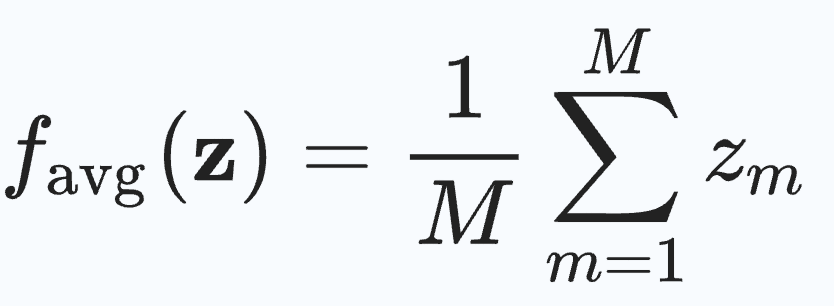 f_avg(𝐳) = 1/M ∑_{m=1}^{M} z_m